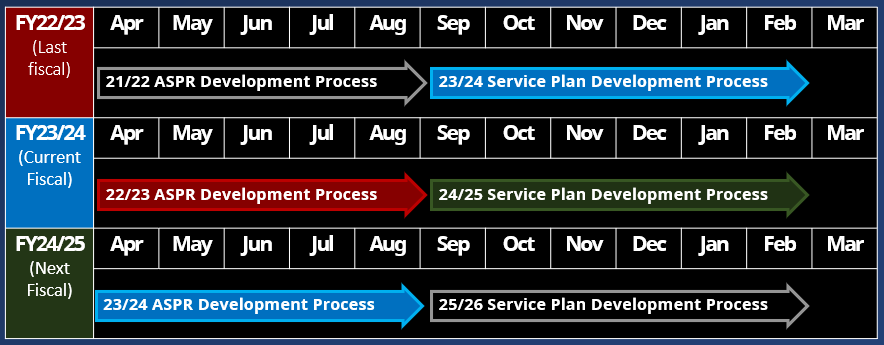 FY22/23 Apr May Jun Jul Aug Sep Oct Nov Dec Jan Feb Mar
(Last
fiscal)
21/22 ASPR Development Process 23/24 Service Plan Development Process
FY23/24 Apr May Jun Jul Aug Sep Oct Nov Dec Jan Feb Mar
(Current
Fiscal)
22/23 ASPR Development Process 24/25 Service Plan Development Process
FY24/25 Apr May Jun Jul Aug Sep Oct Nov Dec Jan Feb Mar
(Next
Fiscal)
23/24 ASPR Development Process 25/26 Service Plan Development Process